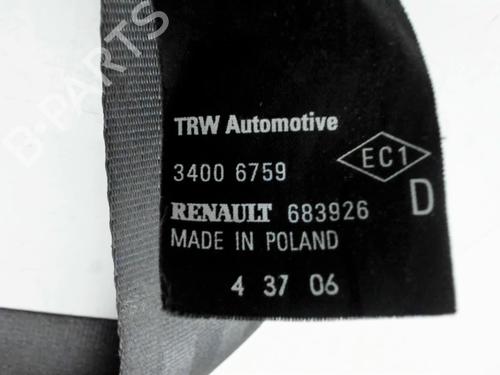 B-PARTS
TRW Automotive
3400 6759
EC1
RENAULT 683926
D
MADE IN POLAND
4 37 06